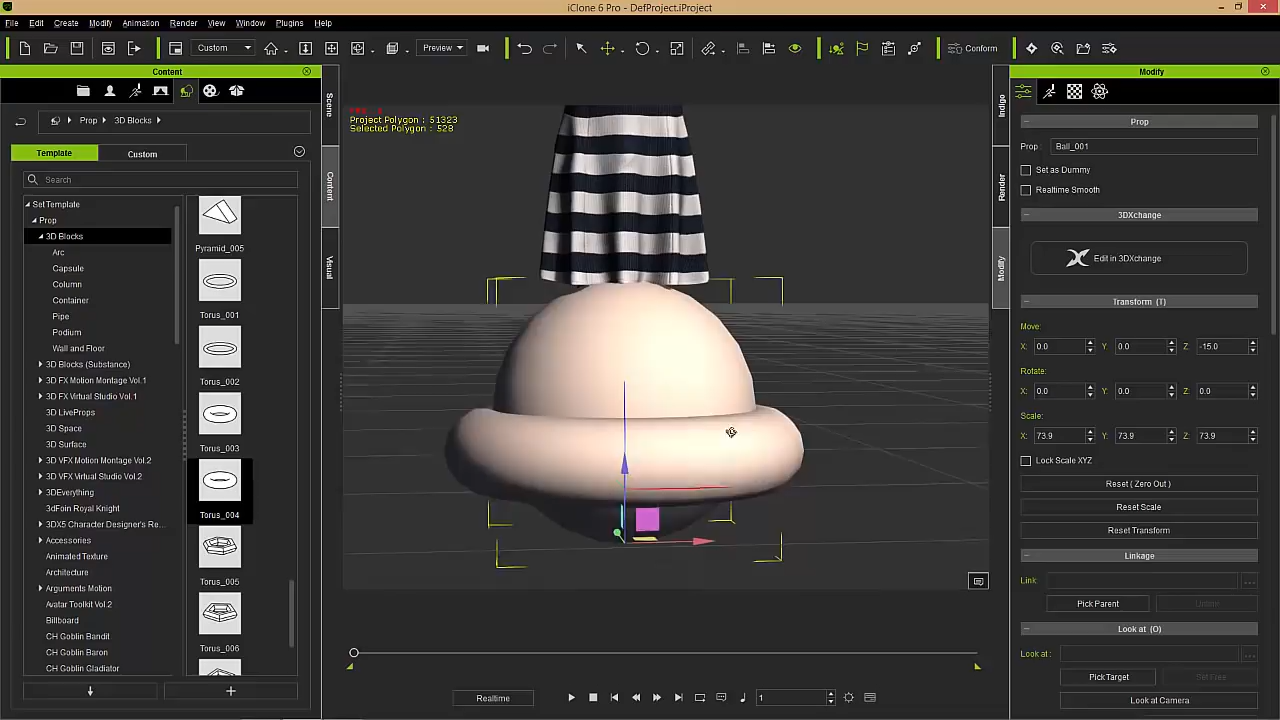 iClone 6 Pro - DefProject.iProject
File Edit Create Modify Animation Render View Window Plugins Help
Custom
Preview
Conform
Content
Modify
Prop 3D Blocks
Template Custom
Search
SetTemplate
Prop
3D Blocks
Arc
Capsule
Column
Container
Pipe
Podium
Wall and Floor
3D Blocks (Substance)
3D FX Motion Montage Vol.1
3D FX Virtual Studio Vol.1
3D LiveProps
3D Space
3D Surface
3D VFX Motion Montage Vol.2
3D VFX Virtual Studio Vol.2
3DEverything
3dFoin Royal Knight
3DX5 Character Designer's Re...
Accessories
Animated Texture
Architecture
Arguments Motion
Avatar Toolkit Vol.2
Billboard
CH Goblin Bandit
CH Goblin Baron
CH Goblin Gladiator
Pyramid_005
Torus_001
Torus_002
Torus_003
Torus_004
Torus_005
Torus_006
Scene
Content
Visual
Project Polygon : 51323
Selected Polygon : 528
Realtime
1
Indigo
Render
Modify
Prop
Prop : Ball_001
Set as Dummy
Realtime Smooth
3DXchange
Edit in 3DXchange
Transform (T)
Move:
X: 0.0 Y: 0.0 Z: -15.0
Rotate:
X: 0.0 Y: 0.0 Z: 0.0
Scale:
X: 73.9 Y: 73.9 Z: 73.9
Lock Scale XYZ
Reset ( Zero Out )
Reset Scale
Reset Transform
Linkage
Link:
Pick Parent
Look at (O)
Look at :
Pick Target Set Free
Look at Camera